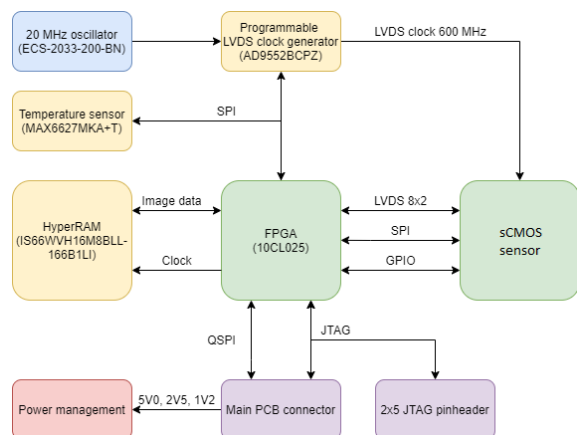 20 MHz oscillator
(ECS-2033-200-BN)
Programmable
LVDS clock generator
(AD9552BCPZ)
LVDS clock 600 MHz
Temperature sensor
(MAX6627MKA+T)
SPI
HyperRAM
(IS66WVH16M8BLL-
166B1LI)
Image data
Clock
FPGA
(10CL025)
LVDS 8x2
SPI
GPIO
sCMOS
sensor
QSPI
JTAG
Power management
5V0, 2V5, 1V2
Main PCB connector
2x5 JTAG pinheader